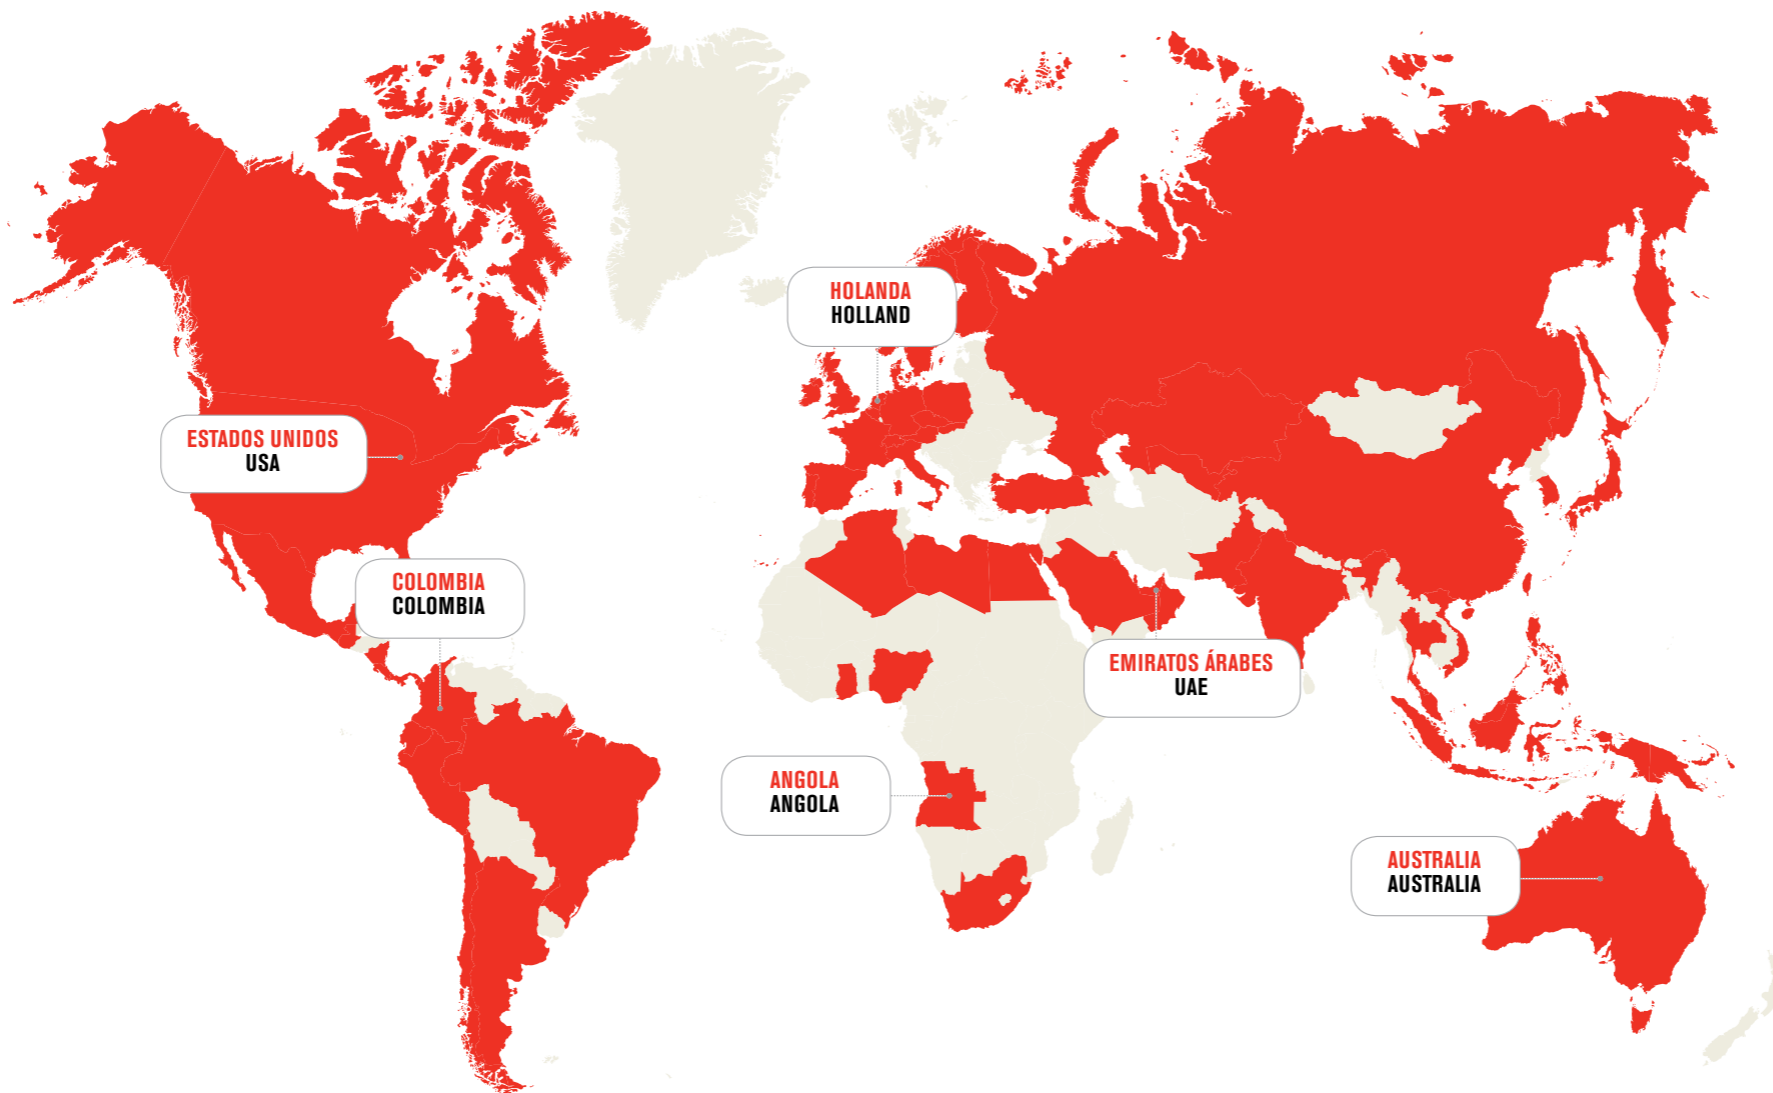 HOLANDA
HOLLAND
ESTADOS UNIDOS
USA
COLOMBIA
COLOMBIA
EMIRATOS ÁRABES
UAE
ANGOLA
ANGOLA
AUSTRALIA
AUSTRALIA